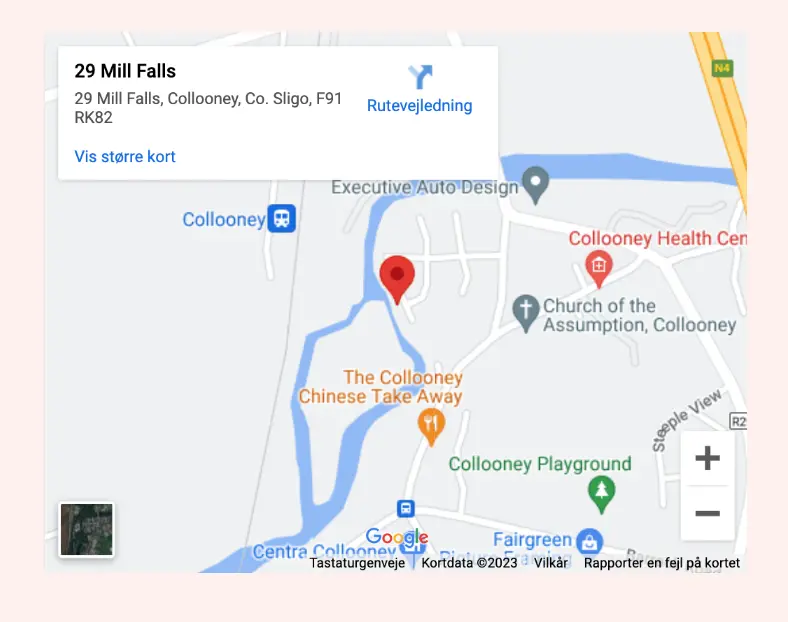 29 Mill Falls
29 Mill Falls, Collooney, Co. Sligo, F91
RK82
Rutevejledning
Vis større kort
N4
Executive Auto Design
Collooney
Collooney Health Cen
Church of the
Assumption, Collooney
The Collooney
Chinese Take Away
Steeple View
R2
Collooney Playground
Google
Fairgreen
Picture Framing
Centra Collooney
Tastaturgenveje
Kortdata ©2023
Vilkår
Rapporter en fejl på kortet